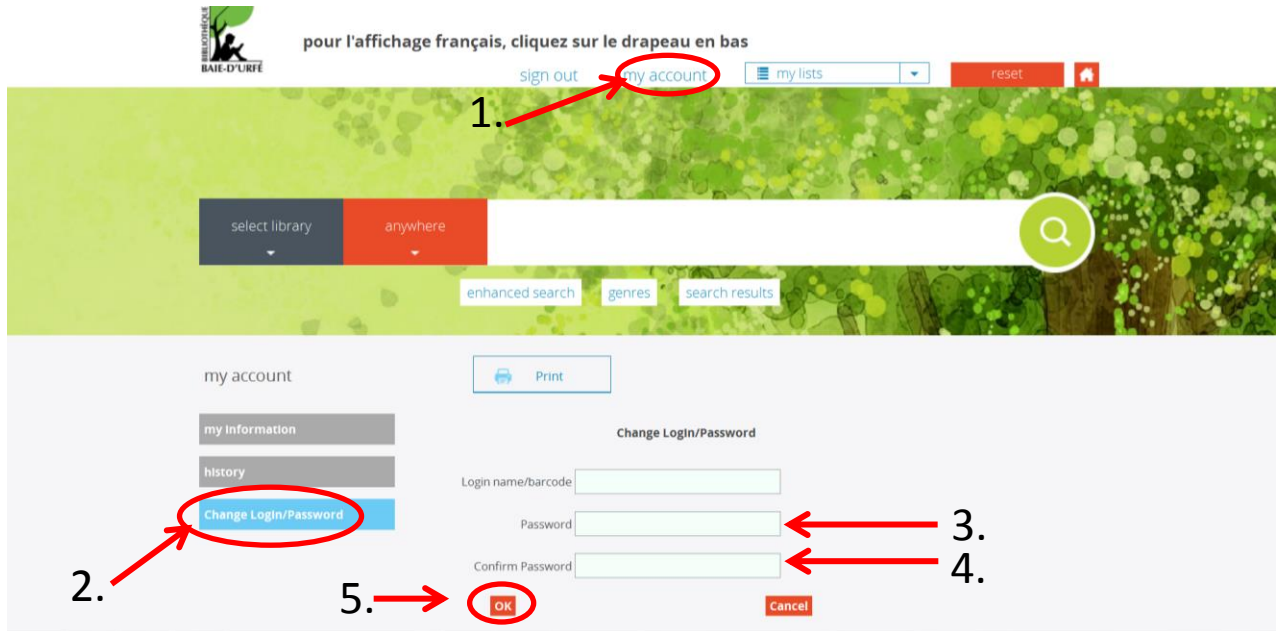 BIBLIOTHÈQUE
BAIE-D'URFÉ
pour l'affichage français, cliquez sur le drapeau en bas
sign out my account my lists reset
1.
select library anywhere
enhanced search genres search results
my account Print
my information
Change Login/Password
history
Login name/barcode
Change Login/Password
Password 3.
Confirm Password 4.
2.
5. OK Cancel